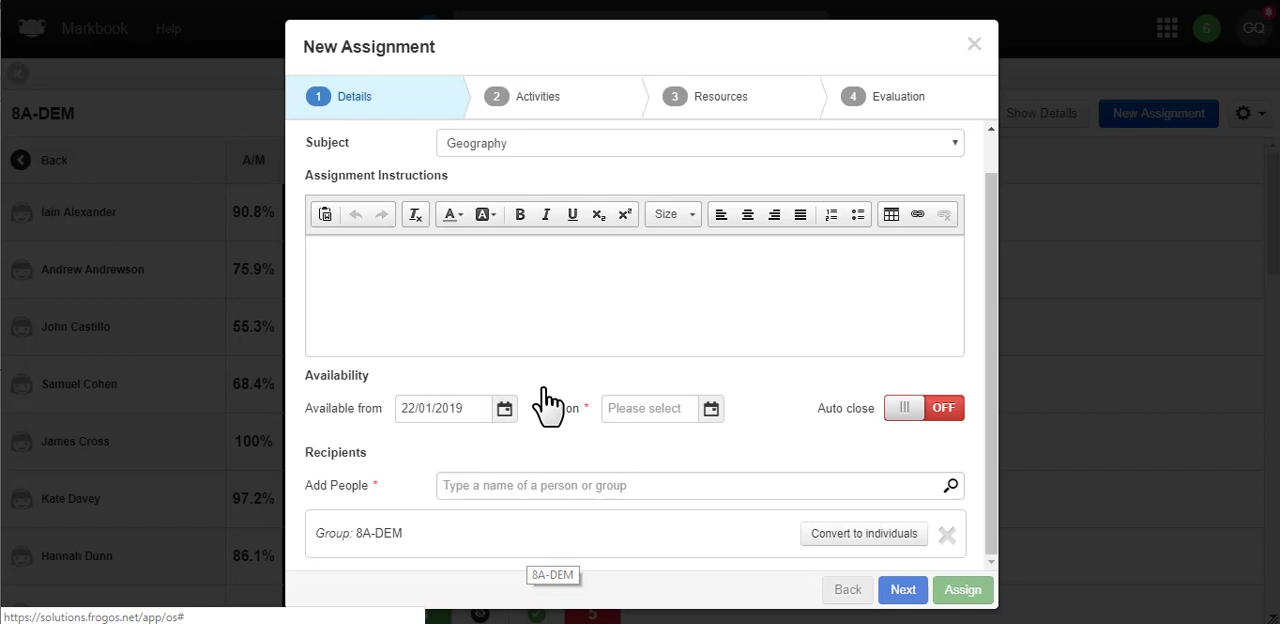 Markbook Help
6
GQ
New Assignment
×
1 Details
2 Activities
3 Resources
4 Evaluation
8A-DEM
Show Details
New Assignment
Back
A/M
Iain Alexander 90.8%
Andrew Andrewson 75.9%
John Castillo 55.3%
Samuel Cohen 68.4%
James Cross 100%
Kate Davey 97.2%
Hannah Dunn 86.1%
Subject
Geography
Assignment Instructions
Size
Availability
Available from 22/01/2019
on * Please select
Auto close OFF
Recipients
Add People * Type a name of a person or group
Group: 8A-DEM
Convert to individuals
8A-DEM
Back Next Assign
https://solutions.frogos.net/app/os#
5